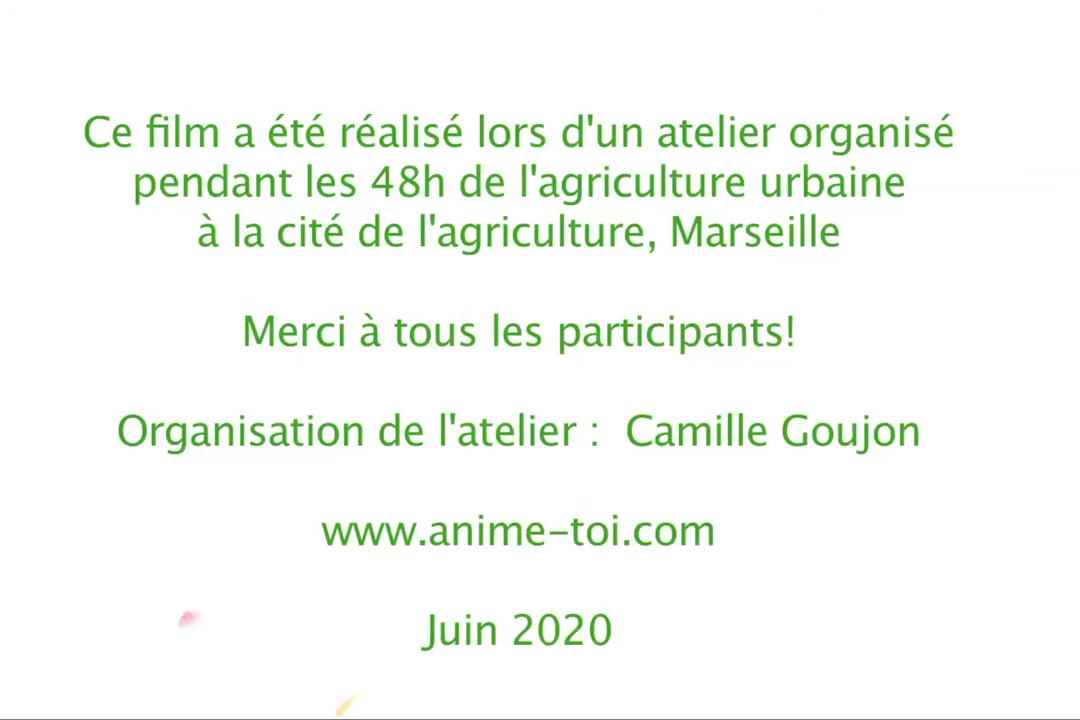 Ce film a été réalisé lors d'un atelier organisé
pendant les 48h de l'agriculture urbaine
à la cité de l'agriculture, Marseille
Merci à tous les participants!
Organisation de l'atelier :  Camille Goujon
www.anime-toi.com
Juin 2020